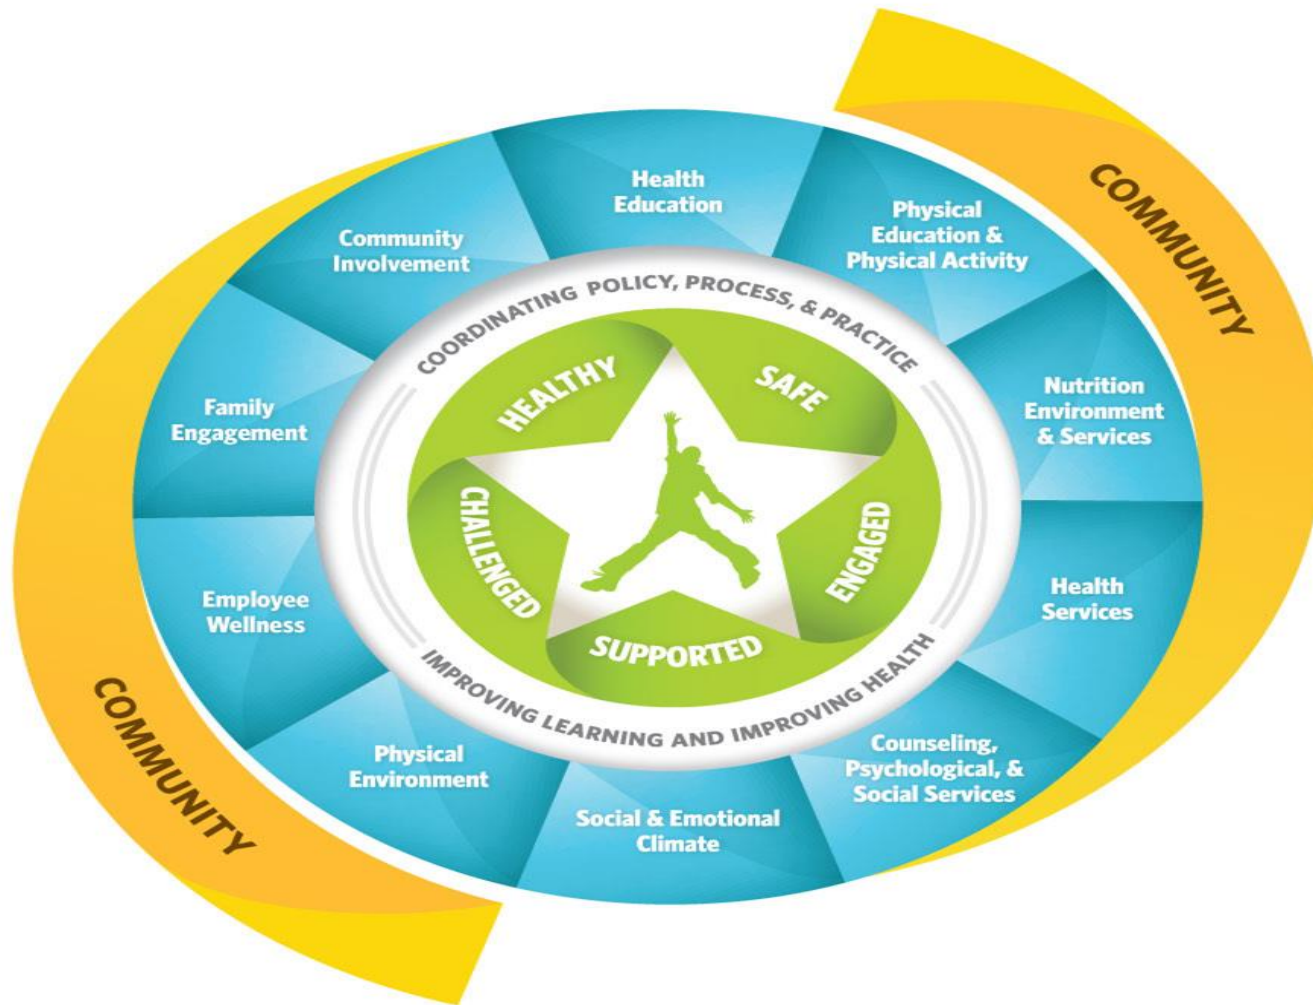 COMMUNITY
Health
Education
Physical
Education &
Physical Activity
Nutrition
Environment
& Services
Health
Services
Counseling,
Psychological, &
Social Services
Social & Emotional
Climate
Physical
Environment
Employee
Wellness
Family
Engagement
Community
Involvement
COORDINATING POLICY, PROCESS, & PRACTICE
IMPROVING LEARNING AND IMPROVING HEALTH
HEALTHY
SAFE
ENGAGED
SUPPORTED
CHALLENGED
COMMUNITY